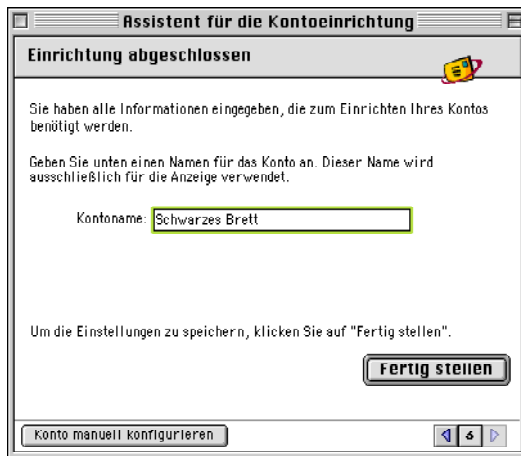 Assistent für die Kontoeinrichtung
Einrichtung abgeschlossen
Sie haben alle Informationen eingegeben, die zum Einrichten Ihres Kontos
benötigt werden.
Geben Sie unten einen Namen für das Konto an. Dieser Name wird
ausschließlich für die Anzeige verwendet.
Kontoname: Schwarzes Brett
Um die Einstellungen zu speichern, klicken Sie auf "Fertig stellen".
Fertig stellen
Konto manuell konfigurieren
6